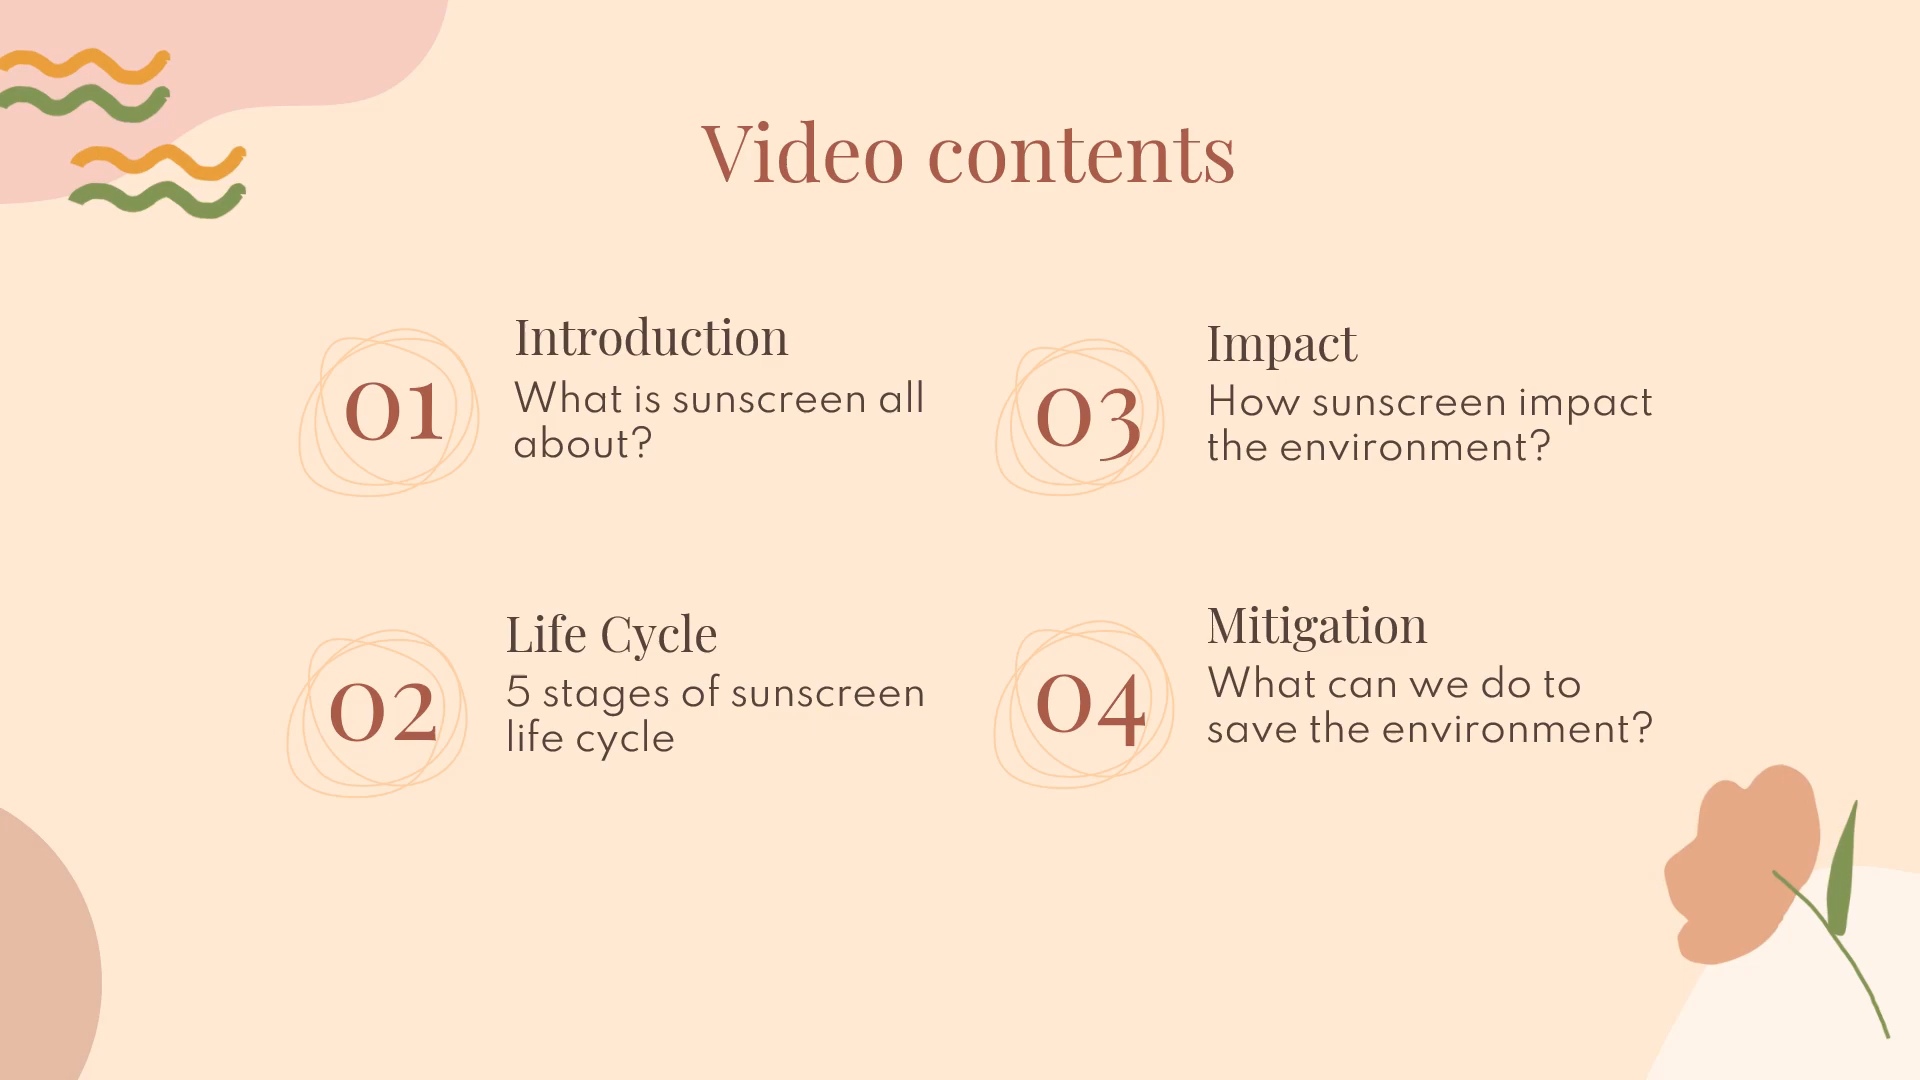 Video contents
01
Introduction
What is sunscreen all
about?
02
Life Cycle
5 stages of sunscreen
life cycle
03
Impact
How sunscreen impact
the environment?
04
Mitigation
What can we do to
save the environment?